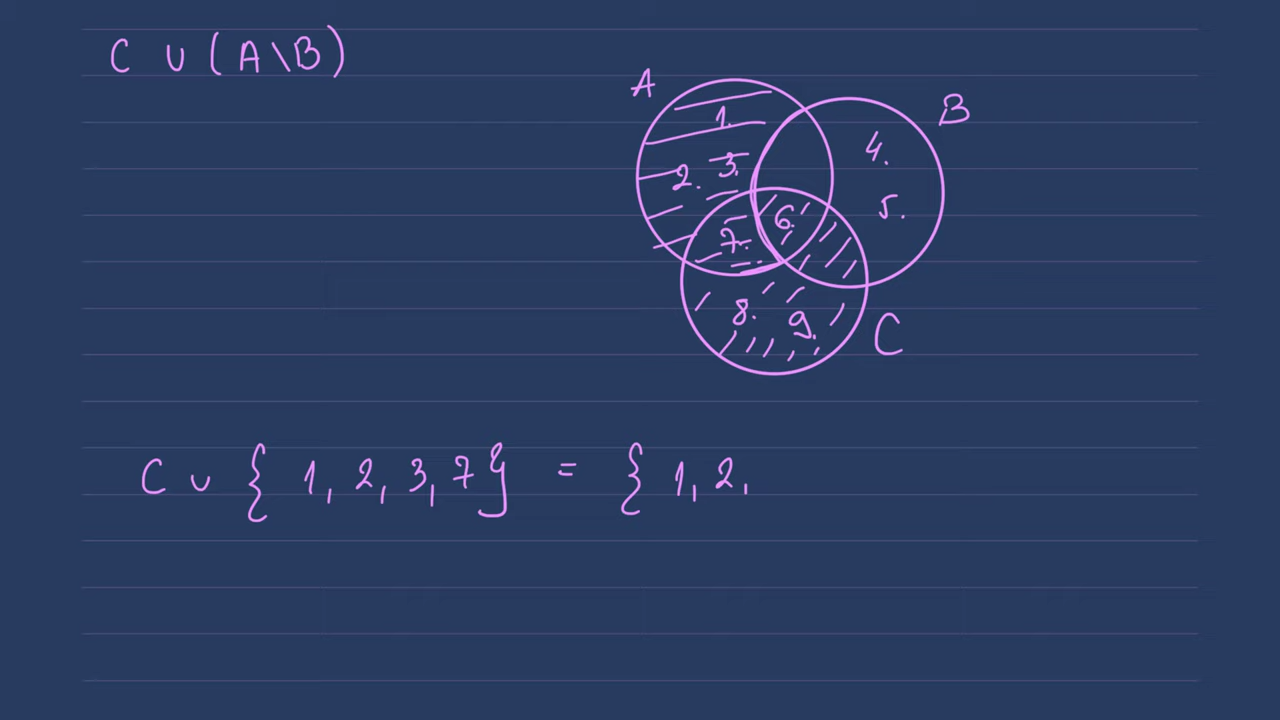 C ∪ (A\B)
A
B
1.
4.
2. 3.
5.
6.
7.
8. 9.
C
C ∪ { 1, 2, 3, 7} = { 1, 2,